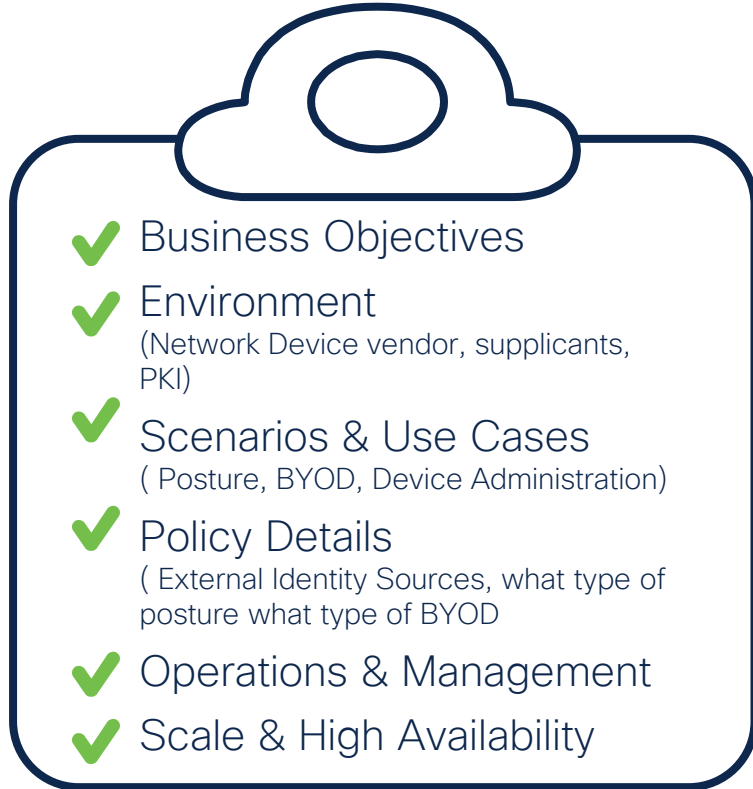 Business Objectives
Environment
(Network Device vendor, supplicants,
PKI)
Scenarios & Use Cases
( Posture, BYOD, Device Administration)
Policy Details
( External Identity Sources, what type of
posture what type of BYOD
Operations & Management
Scale & High Availability